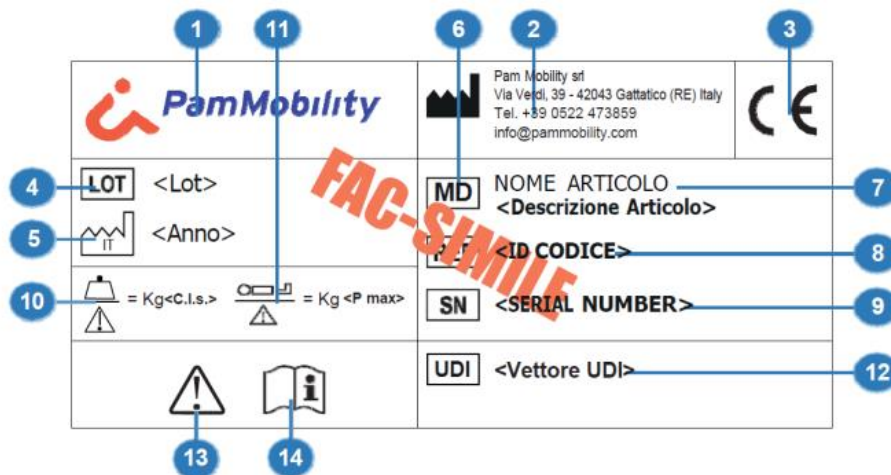 1
11
6
2
3
PamMobility
Pam Mobility srl
Via Verdi, 39 - 42043 Gattatico (RE) Italy
Tel. +39 0522 473859
info@pammobility.com
CE
4
LOT <Lot>
MD NOME ARTICOLO
<Descrizione Articolo>
7
5
IT <Anno>
FAC-SIMILE
REF <ID CODICE>
8
10
= Kg<C.l.s.>
= Kg <P max>
SN <SERIAL NUMBER>
9
UDI <Vettore UDI>
12
13
14